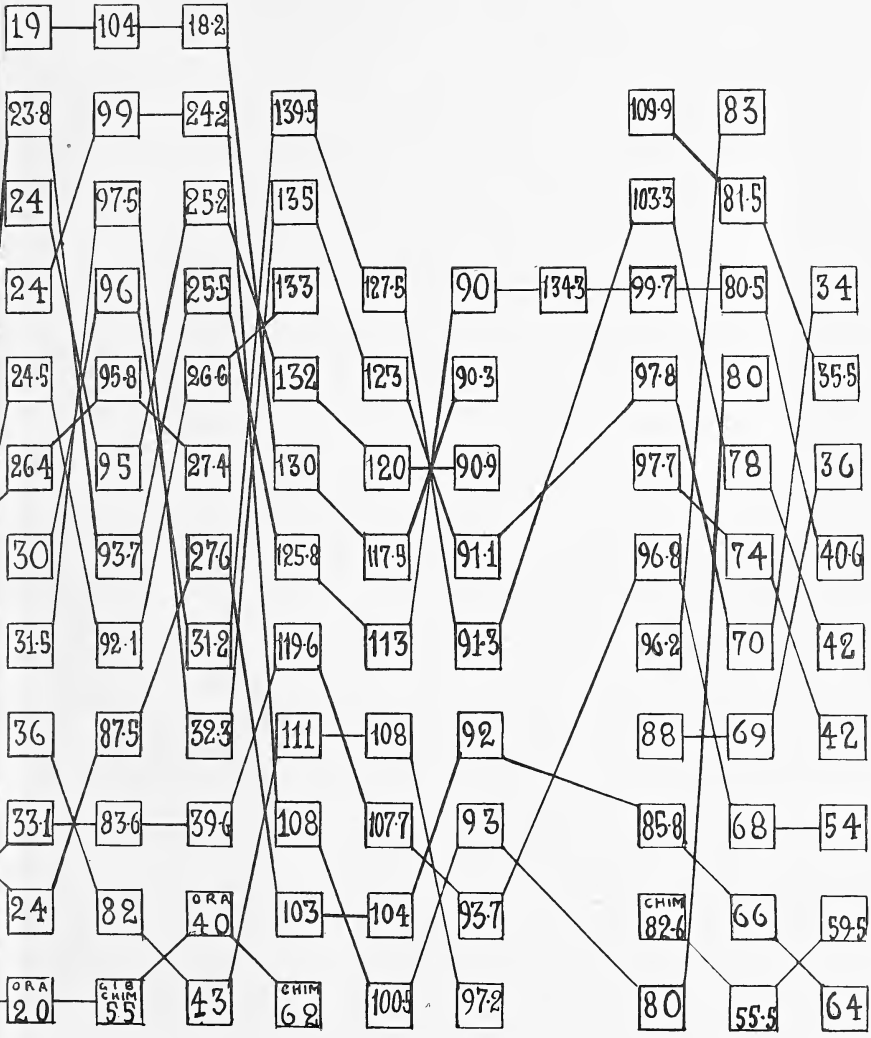 19 104 18·2
23·8 99 24·2 139·5 109·9 83
24 97·5 25·2 135 103·3 81·5
24 96 25·5 133 127·5 90 134·3 99·7 80·5 34
24·5 95·8 26·6 132 123 90·3 97·8 80 35·5
26 4 95 27·4 130 120 90·9 97·7 78 36
30 93·7 27·6 125·8 117·5 91·1 96·8 74 40·6
31·5 92·1 31·2 119·6 113 91·3 96·2 70 42
36 87·5 32·3 111 108 92 88 69 42
33·1 83·6 39·6 108 107·7 93 85·8 68 54
24 82 ORA 40 103 104 93·7 CHIM 82·6 66 59·5
ORA 20 GIB CHIM 55 43 CHIM 62 100·5 97·2 80 55·5 64